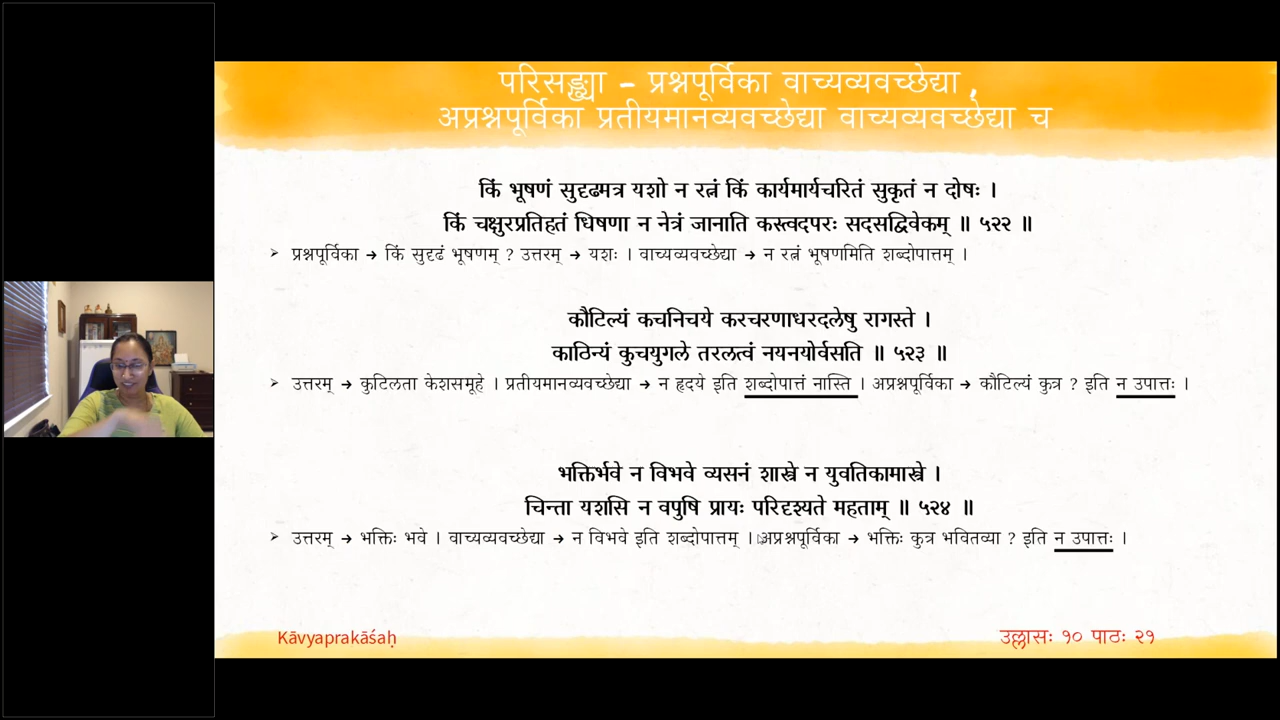 परिसङ्ख्या - प्रश्नपूर्विका वाच्यव्यवच्छेद्या ,
अप्रश्नपूर्विका प्रतीयमानव्यवच्छेद्या वाच्यव्यवच्छेद्या च
किं भूषणं सुदृढमत्र यशो न रत्नं किं कार्यमार्यचरितं सुकृतं न दोषः ।
किं चक्षुरप्रतिहतं धिषणा न नेत्रं जानाति कस्त्वदपरः सदसद्विवेकम् ॥ ५२२ ॥
➢ प्रश्नपूर्विका → किं सुदृढं भूषणम् ? उत्तरम् → यशः । वाच्यव्यवच्छेद्या → न रत्नं भूषणमिति शब्दोपात्तम् ।
कौटिल्यं कचनिचये करचरणाधरदलेषु रागस्ते ।
काठिन्यं कुचयुगले तरलत्वं नयनयोर्वसति ॥ ५२३ ॥
➢ उत्तरम् → कुटिलता केशसमूहे । प्रतीयमानव्यवच्छेद्या → न हृदये इति शब्दोपात्तं नास्ति । अप्रश्नपूर्विका → कौटिल्यं कुत्र ? इति न उपात्तः ।
भक्तिर्भवे न विभवे व्यसनं शास्त्रे न युवतिकामास्त्रे ।
चिन्ता यशसि न वपुषि प्रायः परिदृश्यते महताम् ॥ ५२४ ॥
➢ उत्तरम् → भक्तिः भवे । वाच्यव्यवच्छेद्या → न विभवे इति शब्दोपात्तम् । अप्रश्नपूर्विका → भक्तिः कुत्र भवितव्या ? इति न उपात्तः ।
Kāvyaprakāśaḥ
उल्लासः १० पाठः २१